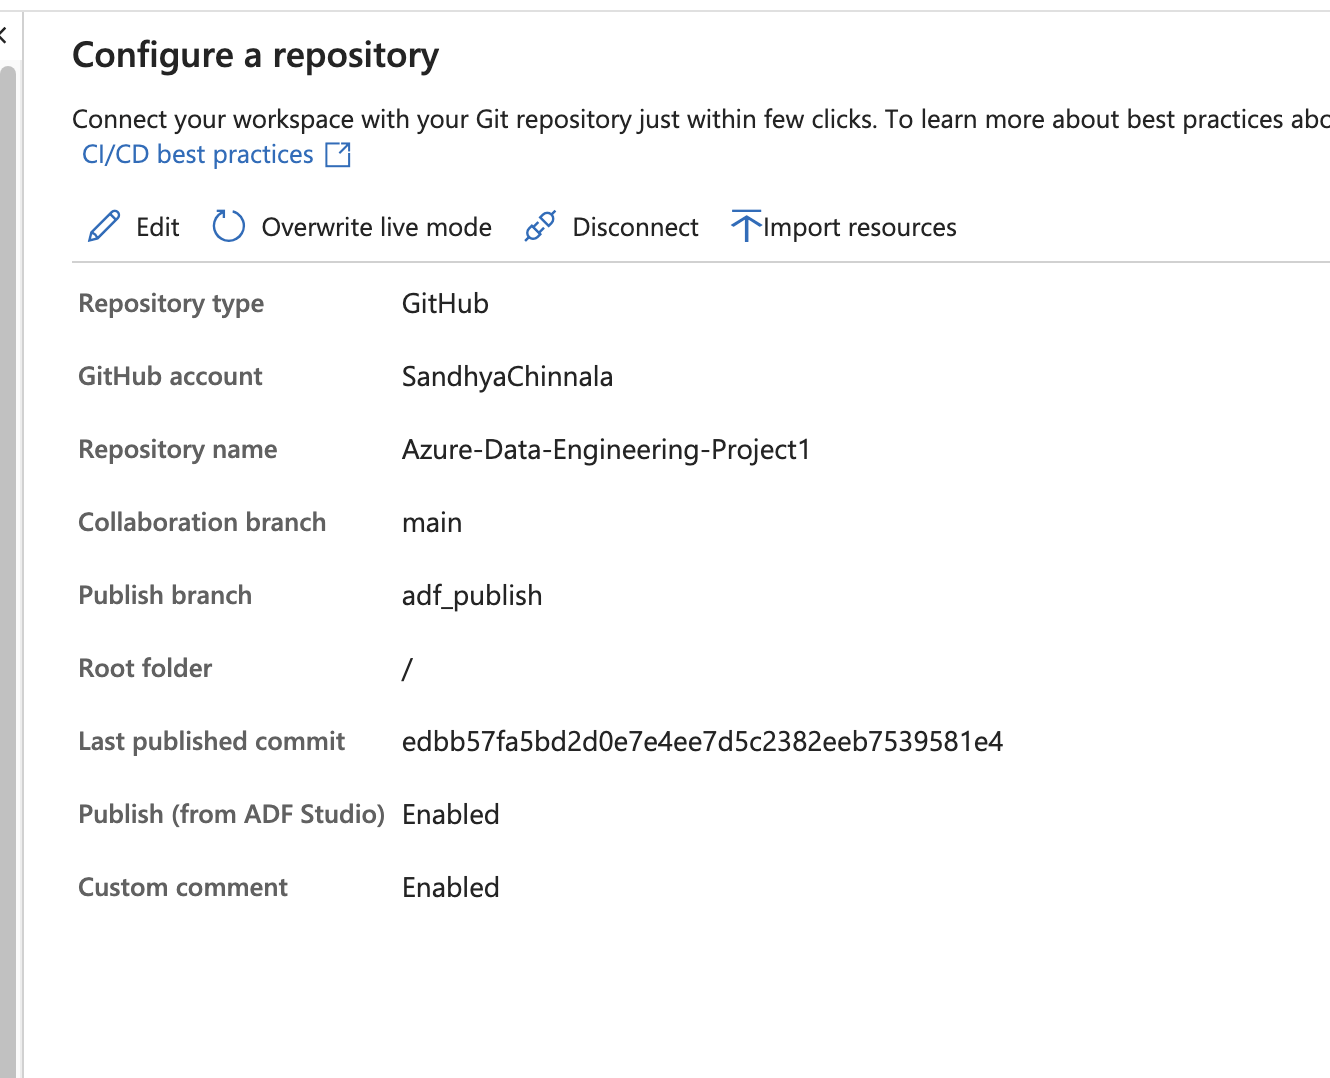 Configure a repository
Connect your workspace with your Git repository just within few clicks. To learn more about best practices
CI/CD best practices
Edit Overwrite live mode Disconnect Import resources
Repository type GitHub
GitHub account SandhyaChinnala
Repository name Azure-Data-Engineering-Project1
Collaboration branch main
Publish branch adf_publish
Root folder /
Last published commit edbb57fa5bd2d0e7e4ee7d5c2382eeb7539581e4
Publish (from ADF Studio) Enabled
Custom comment Enabled